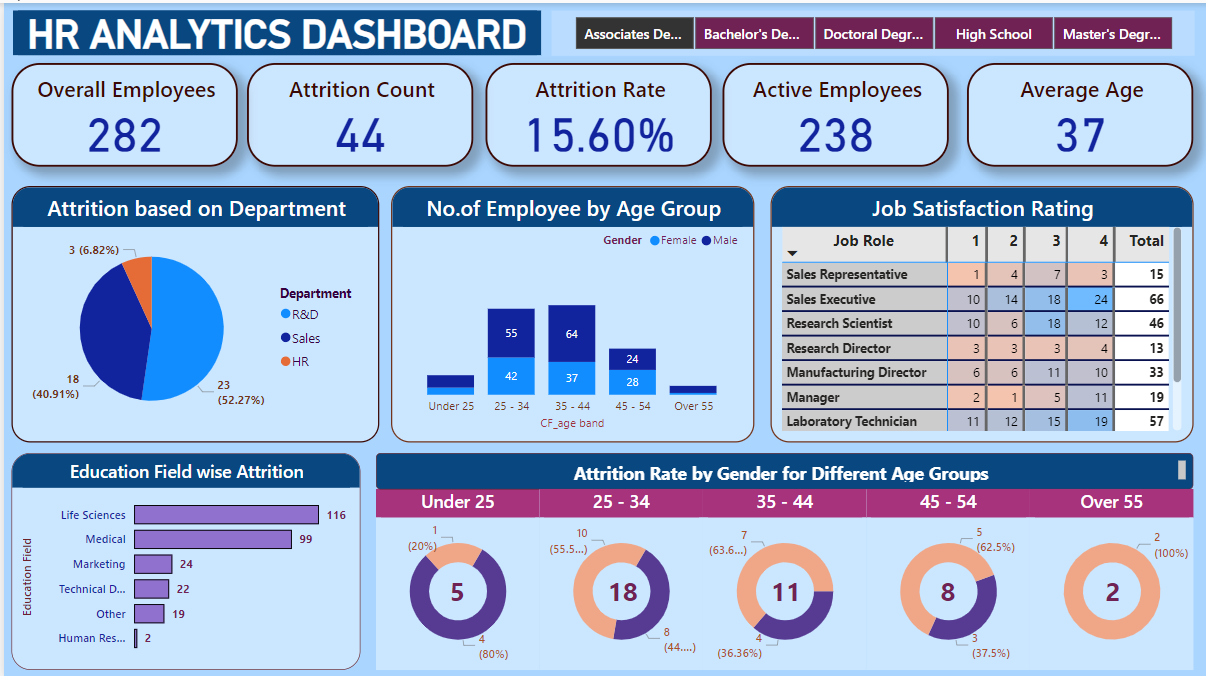 HR ANALYTICS DASHBOARD
Associates De...
Bachelor's De...
Doctoral Degr...
High School
Master's Degr...
Overall Employees
282
Attrition Count
44
Attrition Rate
15.60%
Active Employees
238
Average Age
37
Attrition based on Department
3 (6.82%)
18
(40.91%)
23
(52.27%)
Department
R&D
Sales
HR
No.of Employee by Age Group
Gender Female Male
55
42
64
37
24
28
Under 25 25 - 34 35 - 44 45 - 54 Over 55
CF_age band
Job Satisfaction Rating
Job Role 1 2 3 4 Total
Sales Representative 1 4 7 3 15
Sales Executive 10 14 18 24 66
Research Scientist 10 6 18 12 46
Research Director 3 3 3 4 13
Manufacturing Director 6 6 11 10 33
Manager 2 1 5 11 19
Laboratory Technician 11 12 15 19 57
Education Field wise Attrition
Education Field
Life Sciences 116
Medical 99
Marketing 24
Technical D... 22
Other 19
Human Res... 2
Attrition Rate by Gender for Different Age Groups
Under 25 25 - 34 35 - 44 45 - 54 Over 55
1
(20%)
5
4
(80%)
10
(55.5...)
18
8
(44....)
7
(63.6...)
11
4
(36.36%)
5
(62.5%)
8
3
(37.5%)
2
(100%)
2